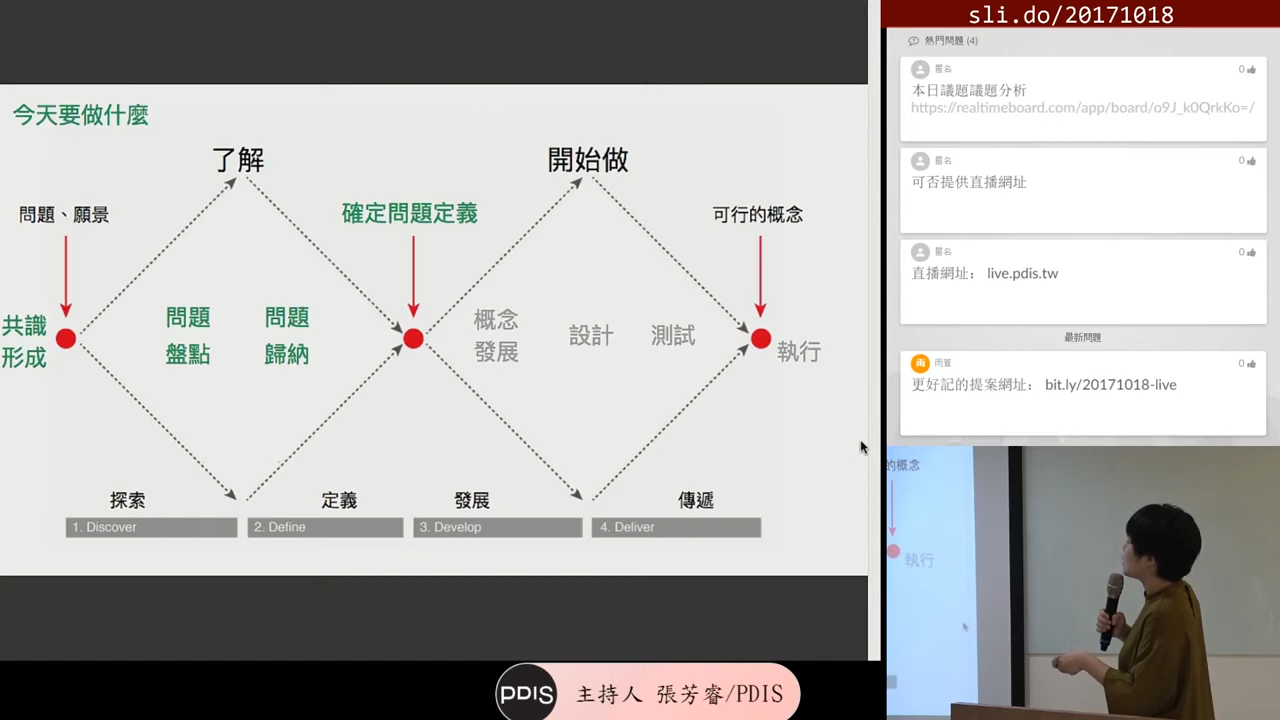 sli.do/20171018
熱門問題 (4)
匿名
0
本日議題議題分析
https://realtimeboard.com/app/board/o9J_k0QrkKo=/
匿名
0
可否提供直播網址
匿名
0
直播網址： live.pdis.tw
最新問題
雨
雨蒼
0
更好記的提案網址： bit.ly/20171018-live
今天要做什麼
了解
開始做
問題、願景
確定問題定義
可行的概念
共識
形成
問題
盤點
問題
歸納
概念
發展
設計
測試
執行
探索
定義
發展
傳遞
1. Discover
2. Define
3. Develop
4. Deliver
的概念
執行
PDIS
主持人 張芳睿/PDIS